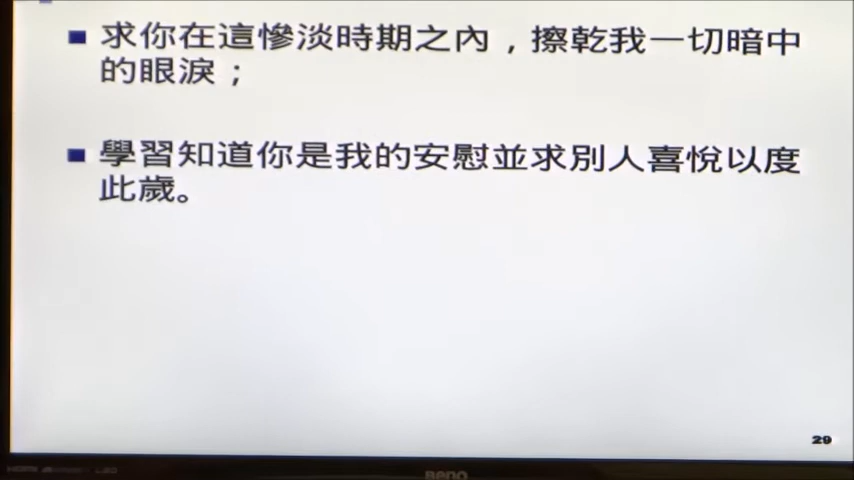 求你在這慘淡時期之內，擦乾我一切暗中
的眼淚；
學習知道你是我的安慰並求別人喜悅以度
此歲。
29
BenQ